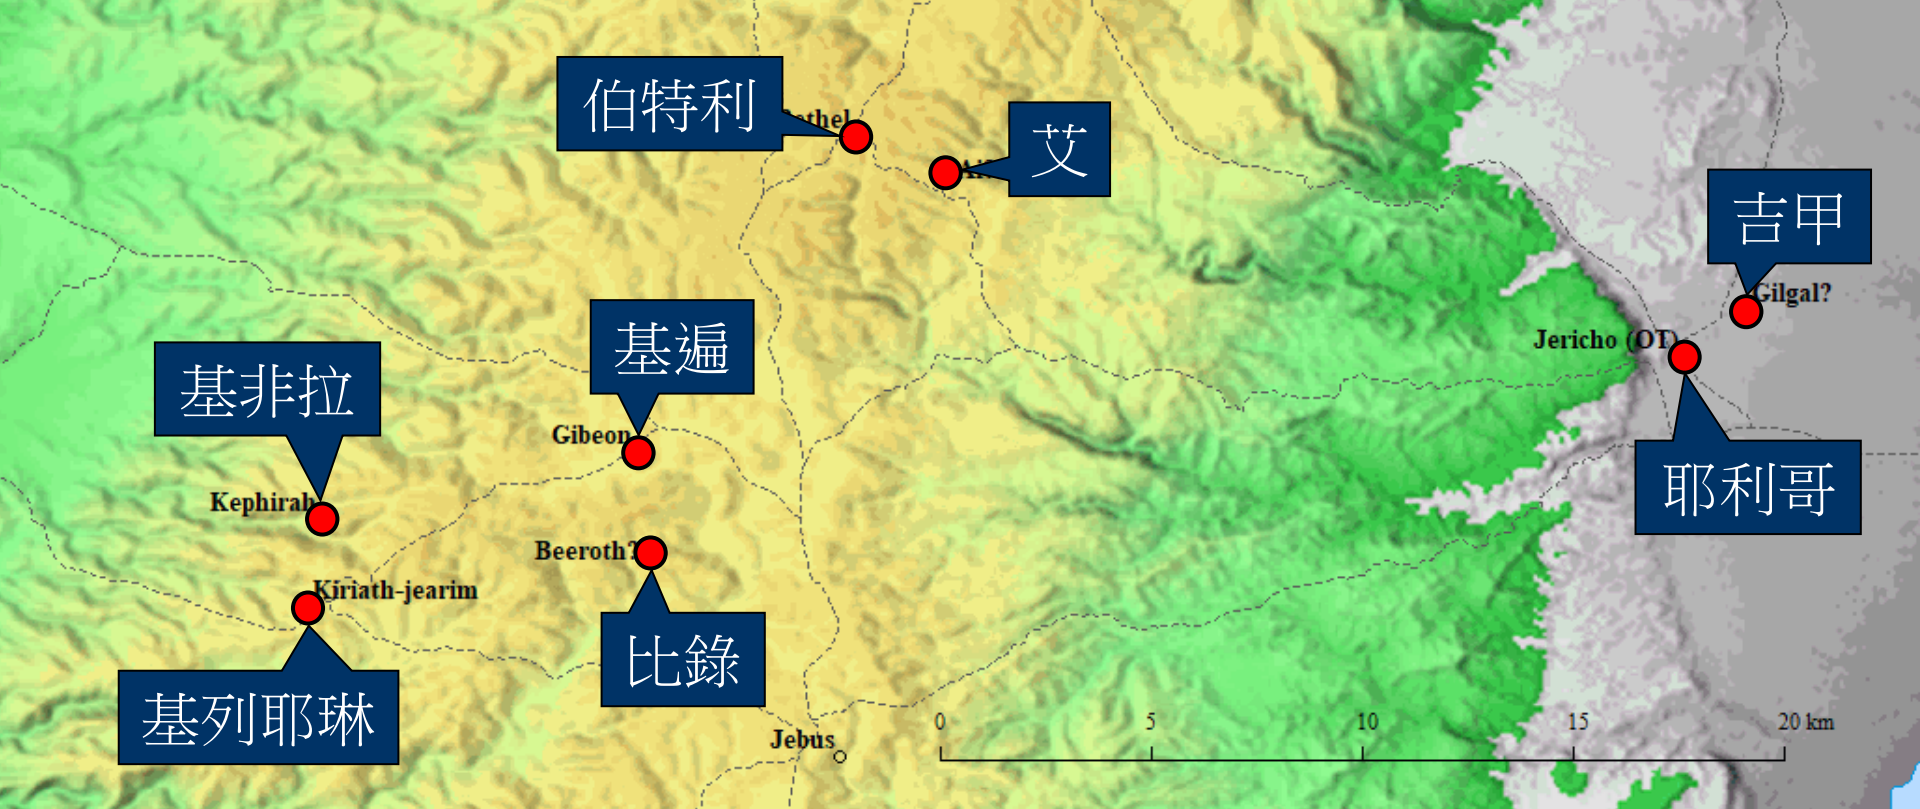 伯特利
Bethel
艾
吉甲
Gilgal?
Jericho (OT)
耶利哥
基遍
Gibeon
基非拉
Kephirah
Beeroth?
比錄
Kiriath-jearim
基列耶琳
Jebus
0 5 10 15 20 km